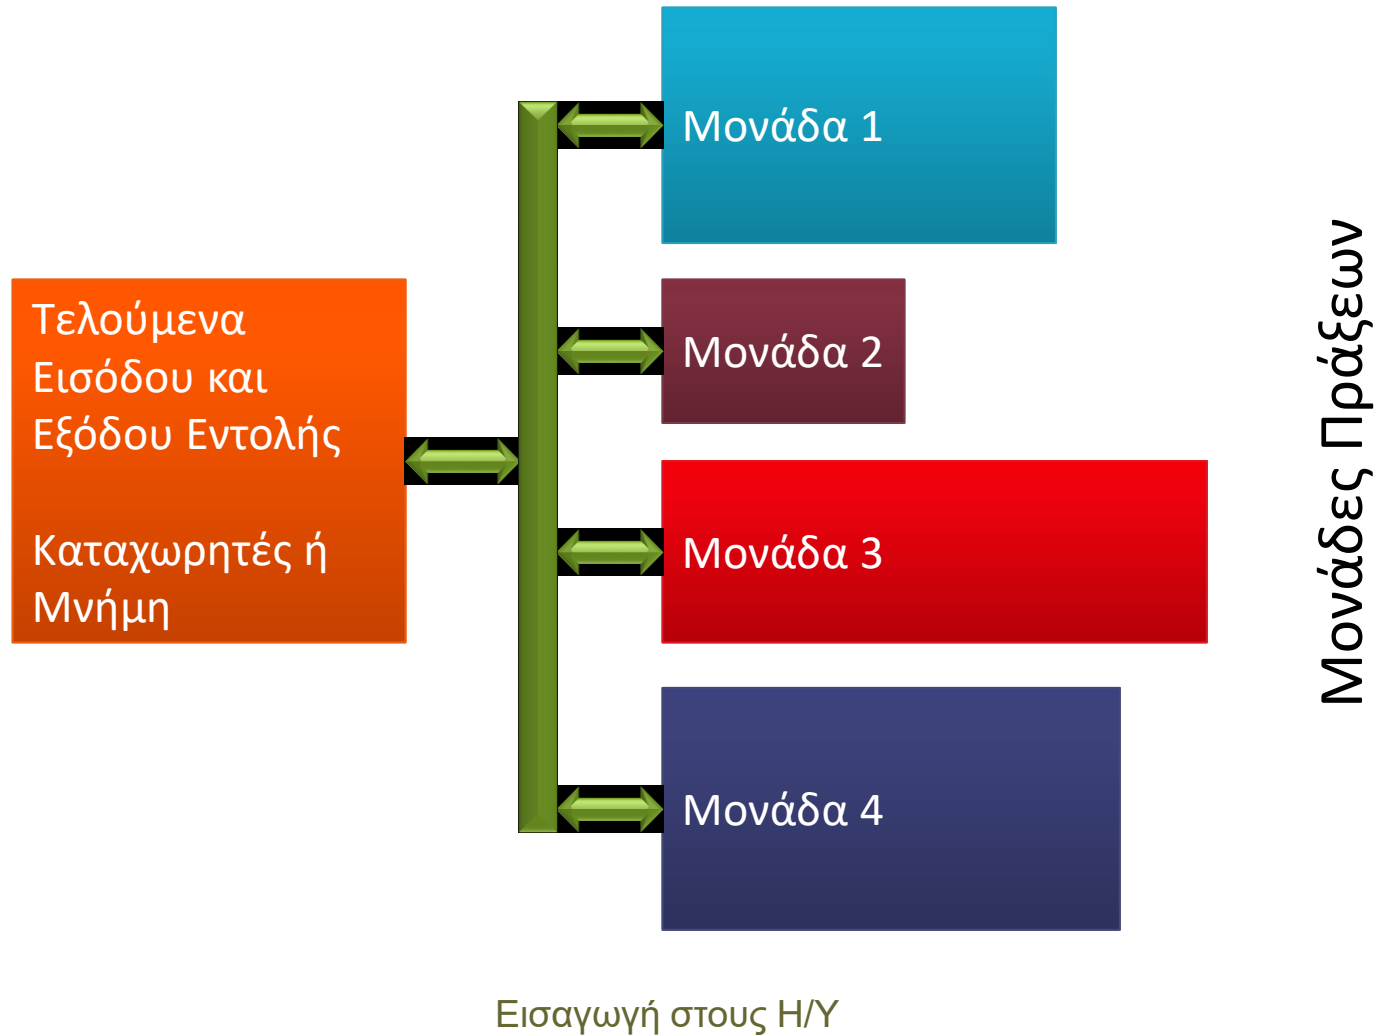 Τελούμενα
Εισόδου και
Εξόδου Εντολής
Καταχωρητές ή
Μνήμη
Μονάδα 1
Μονάδα 2
Μονάδα 3
Μονάδα 4
Μονάδες Πράξεων
Εισαγωγή στους Η/Υ